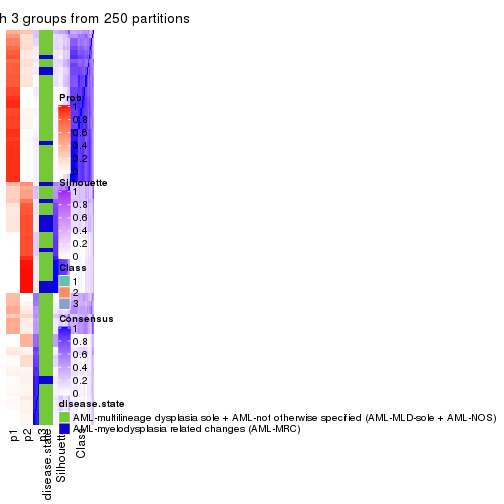 h 3 groups from 250 partitions
Prob
1
0.8
0.6
0.4
0.2
0
Silhouette
1
0.8
0.6
0.4
0.2
0
Class
1
2
3
Consensus
1
0.8
0.6
0.4
0.2
0
disease.state
AML-multilineage dysplasia sole + AML-not otherwise specified (AML-MLD-sole + AML-NOS)
AML-myelodysplasia related changes (AML-MRC)
p1
p2
p3
disease.state
Silhouette
Class